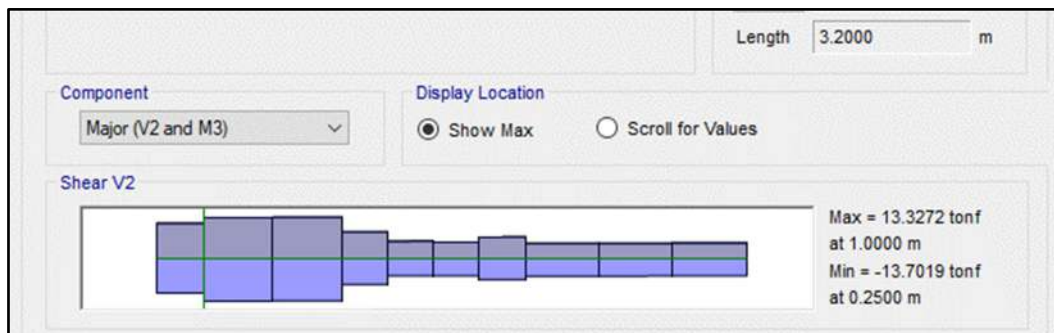 Length 3.2000 m
Component
Display Location
Major (V2 and M3)
Show Max
Scroll for Values
Shear V2
Max = 13.3272 tonf
at 1.0000 m
Min = -13.7019 tonf
at 0.2500 m